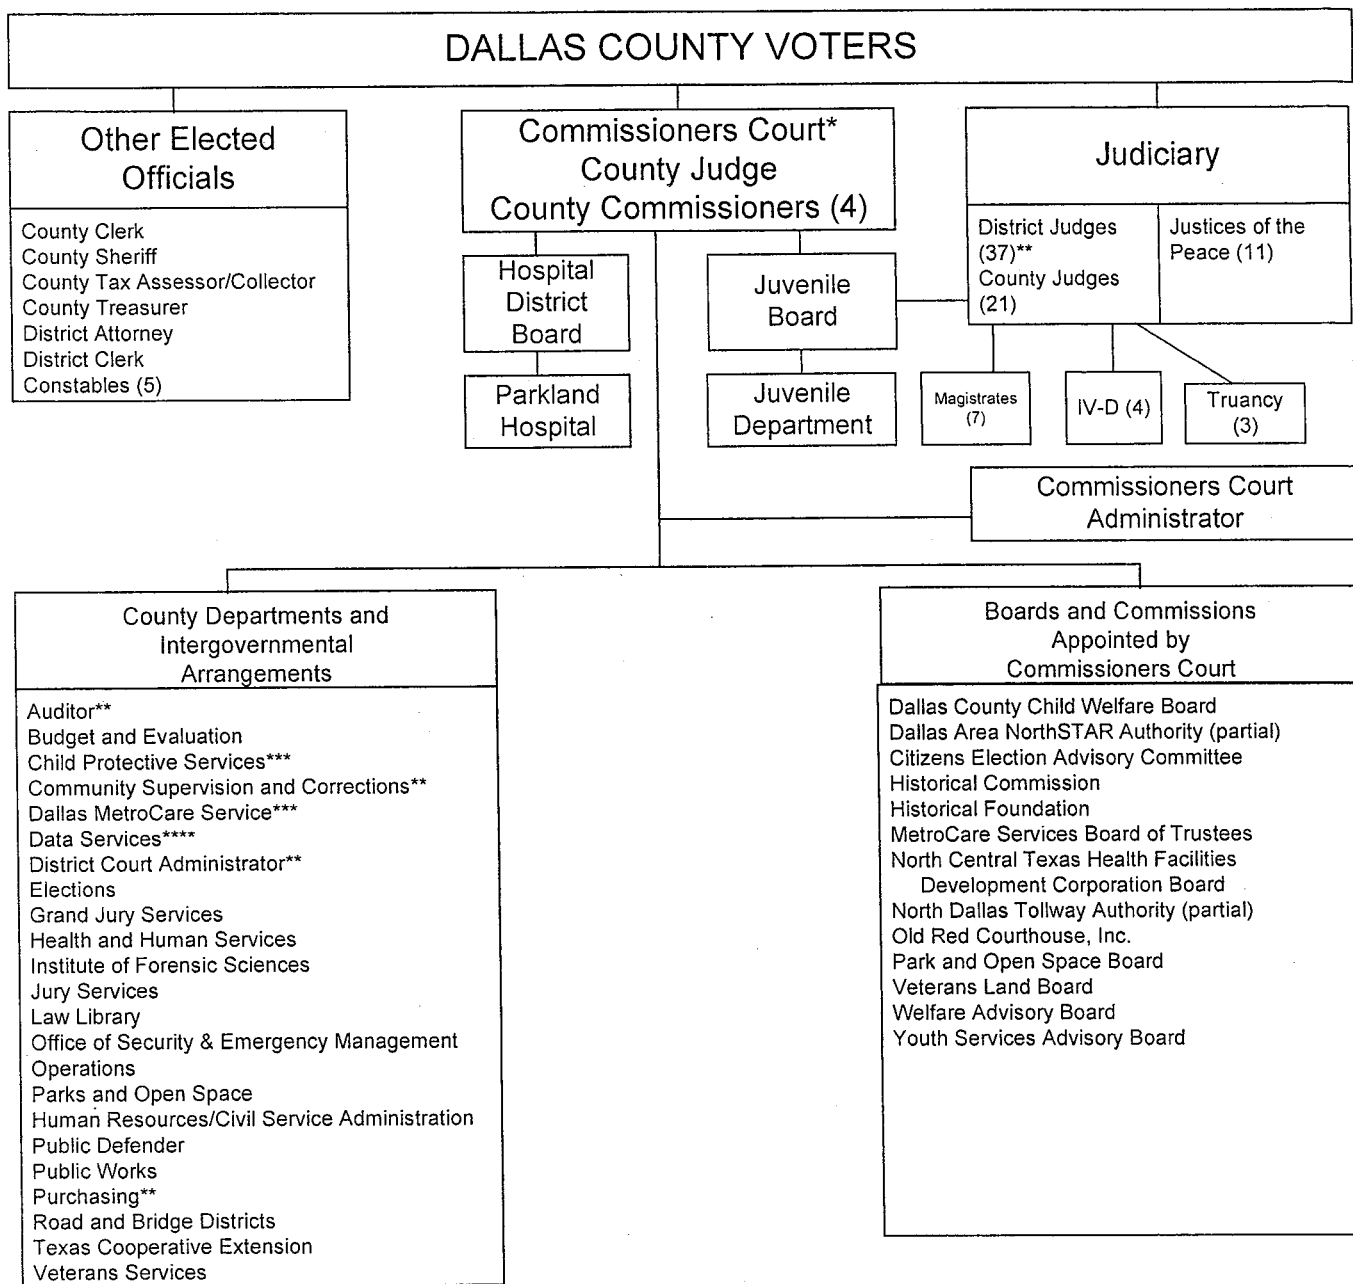 DALLAS COUNTY VOTERS
Other Elected
Officials
County Clerk
County Sheriff
County Tax Assessor/Collector
County Treasurer
District Attorney
District Clerk
Constables (5)
Commissioners Court*
County Judge
County Commissioners (4)
Hospital
District
Board
Parkland
Hospital
Juvenile
Board
Juvenile
Department
Judiciary
District Judges
(37)**
County Judges
(21)
Justices of the
Peace (11)
Magistrates
(7)
IV-D (4)
Truancy
(3)
Commissioners Court
Administrator
County Departments and
Intergovernmental
Arrangements
Auditor**
Budget and Evaluation
Child Protective Services***
Community Supervision and Corrections**
Dallas MetroCare Service***
Data Services****
District Court Administrator**
Elections
Grand Jury Services
Health and Human Services
Institute of Forensic Sciences
Jury Services
Law Library
Office of Security & Emergency Management
Operations
Parks and Open Space
Human Resources/Civil Service Administration
Public Defender
Public Works
Purchasing**
Road and Bridge Districts
Texas Cooperative Extension
Veterans Services
Boards and Commissions
Appointed by
Commissioners Court
Dallas County Child Welfare Board
Dallas Area NorthSTAR Authority (partial)
Citizens Election Advisory Committee
Historical Commission
Historical Foundation
MetroCare Services Board of Trustees
North Central Texas Health Facilities
Development Corporation Board
North Dallas Tollway Authority (partial)
Old Red Courthouse, Inc.
Park and Open Space Board
Veterans Land Board
Welfare Advisory Board
Youth Services Advisory Board